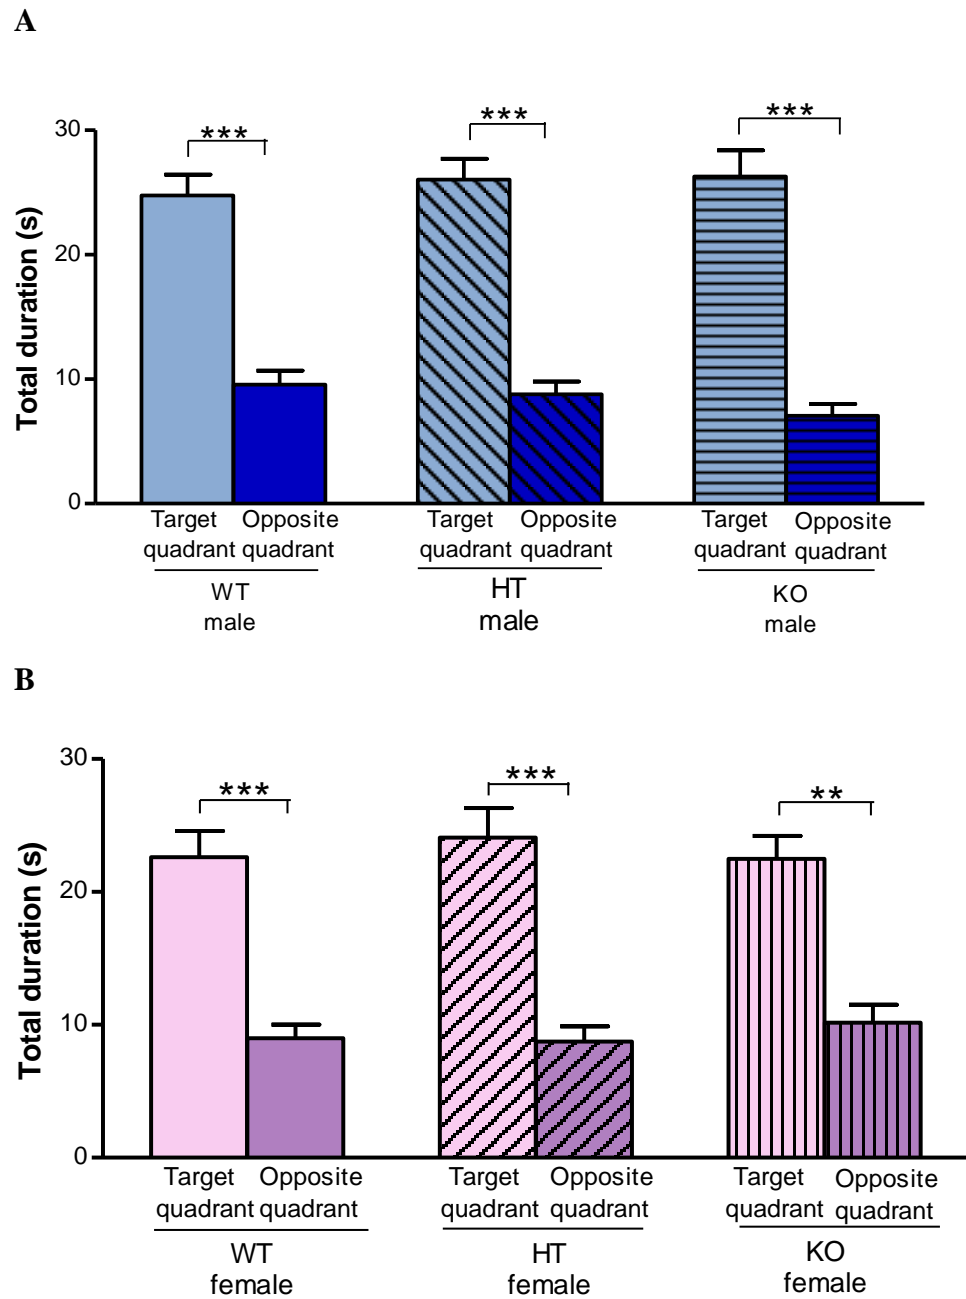 A
*** *** ***
30
20
10
0
Total duration (s)
Target Opposite Target Opposite Target Opposite
quadrant quadrant quadrant quadrant quadrant quadrant
WT HT KO
male male male
B
*** *** **
30
20
10
0
Total duration (s)
Target Opposite Target Opposite Target Opposite
quadrant quadrant quadrant quadrant quadrant quadrant
WT HT KO
female female female